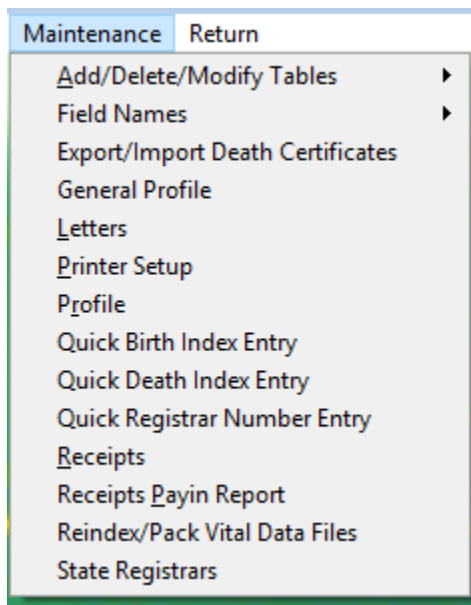 Maintenance Return
Add/Delete/Modify Tables
Field Names
Export/Import Death Certificates
General Profile
Letters
Printer Setup
Profile
Quick Birth Index Entry
Quick Death Index Entry
Quick Registrar Number Entry
Receipts
Receipts Payin Report
Reindex/Pack Vital Data Files
State Registrars